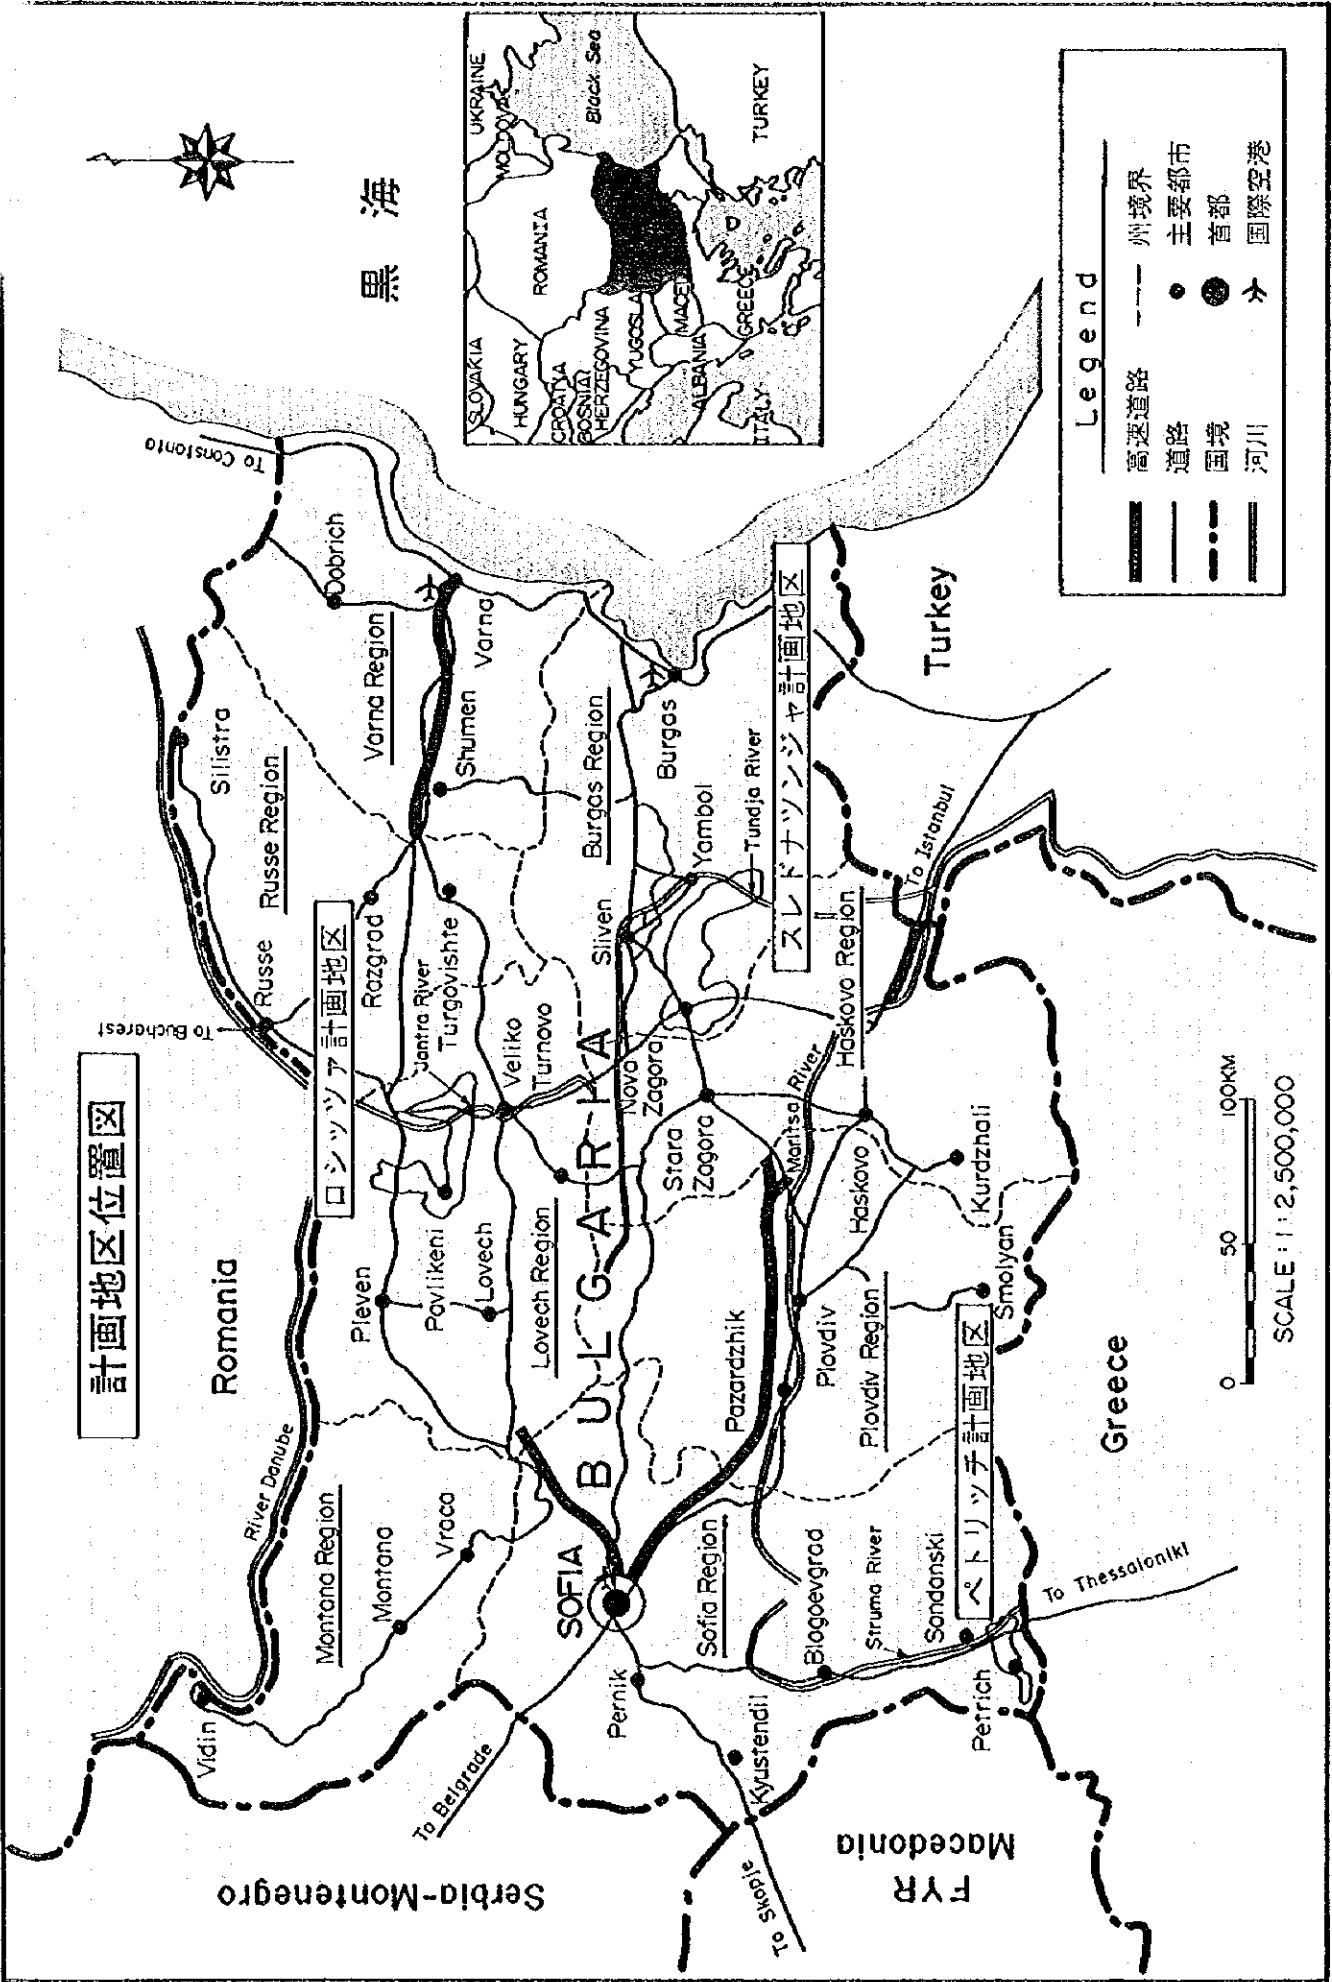 計画地区位置図
黒 海
Romania
River Danube
To Bucharest
To Constanta
Vidin
Montana Region
Montana
Vraca
Serbia-Montenegro
To Belgrade
Silistra
Russe Region
Russe
Razgrad
ロシッツァ計画地区
Jantra River
Turgovishte
Dobrich
Varna Region
Varna
Shumen
Pleven
Pavlikeni
Lovech
Lovech Region
Veliko
Turnovo
SOFIA
BULGARIA
Burgas Region
Burgas
Sliven
Yambol
Tundja River
Nova
Zagora
Stara
Zagora
スレドナツンジャ計画地区
Pernik
Kyustendil
To Skopje
Sofia Region
Blagoevgrad
Struma River
Sandanski
Petrich
ペトリッチ計画地区
To Thessaloniki
Pazardzhik
Plovdiv
Plovdiv Region
Maritsa River
Haskovo Region
Haskovo
Kurdzhali
Smolyan
To Istanbul
Turkey
Greece
FYR
Macedonia
0 50 100KM
SCALE : 1 : 2,500,000
UKRAINE
MOLDOVA
SLOVAKIA
HUNGARY
ROMANIA
CROATYA
BOSNIA
HERZEGOVINA
YUGOSLA
MACE
ALBANIA
GREECE
ITALY
Black Sea
TURKEY
Legend
高速道路 州境界
道路 主要都市
国境 首都
河川 国際空港